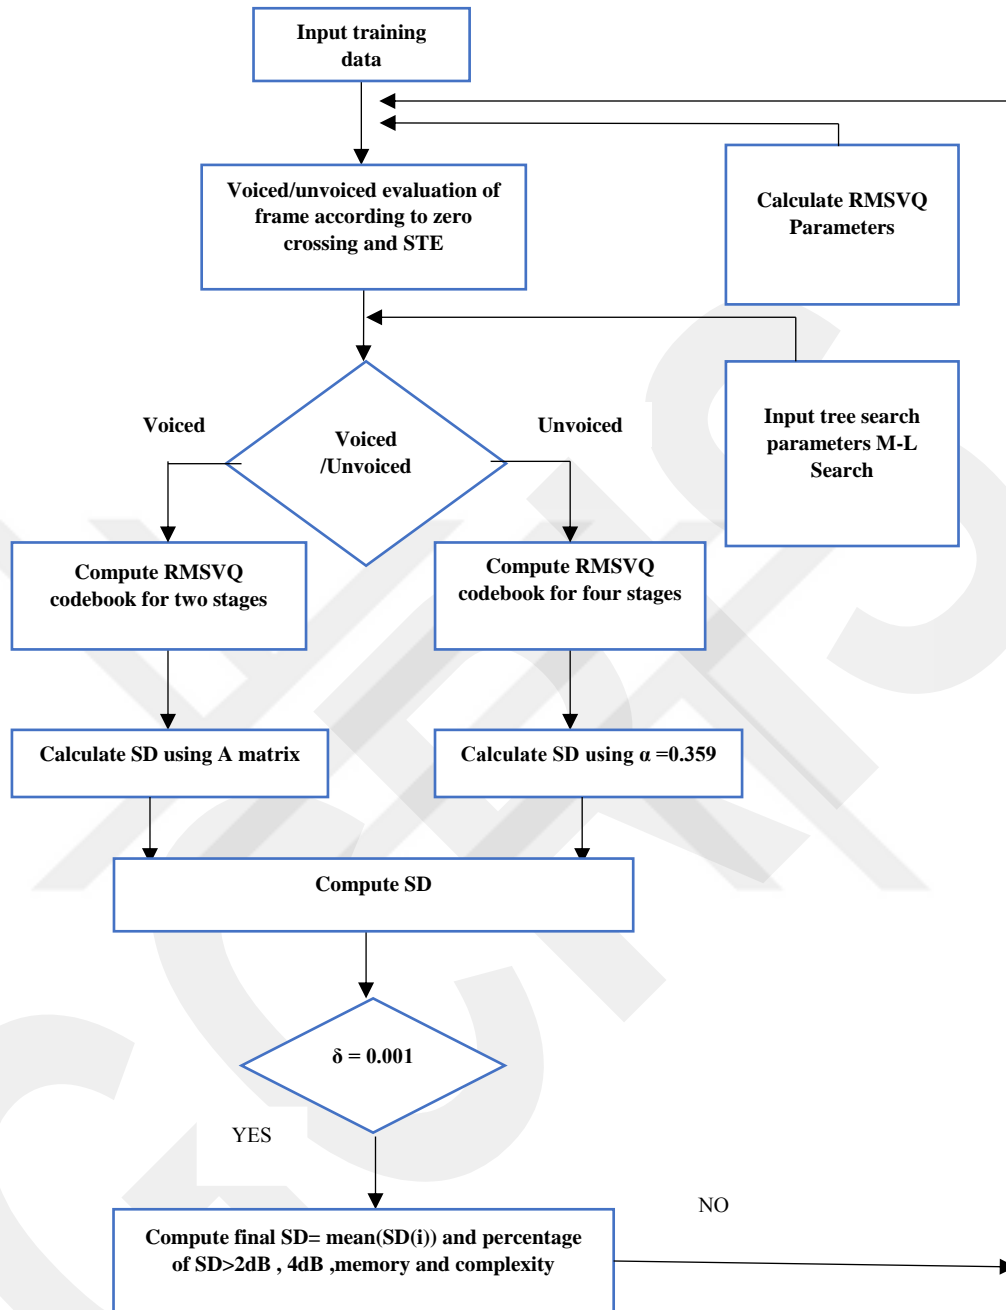 Input training
data
Voiced/unvoiced evaluation of
frame according to zero
crossing and STE
Calculate RMSVQ
Parameters
Voiced
Voiced
/Unvoiced
Unvoiced
Input tree search
parameters M-L
Search
Compute RMSVQ
codebook for two stages
Compute RMSVQ
codebook for four stages
Calculate SD using A matrix
Calculate SD using α =0.359
Compute SD
δ = 0.001
YES
NO
Compute final SD= mean(SD(i)) and percentage
of SD>2dB , 4dB ,memory and complexity